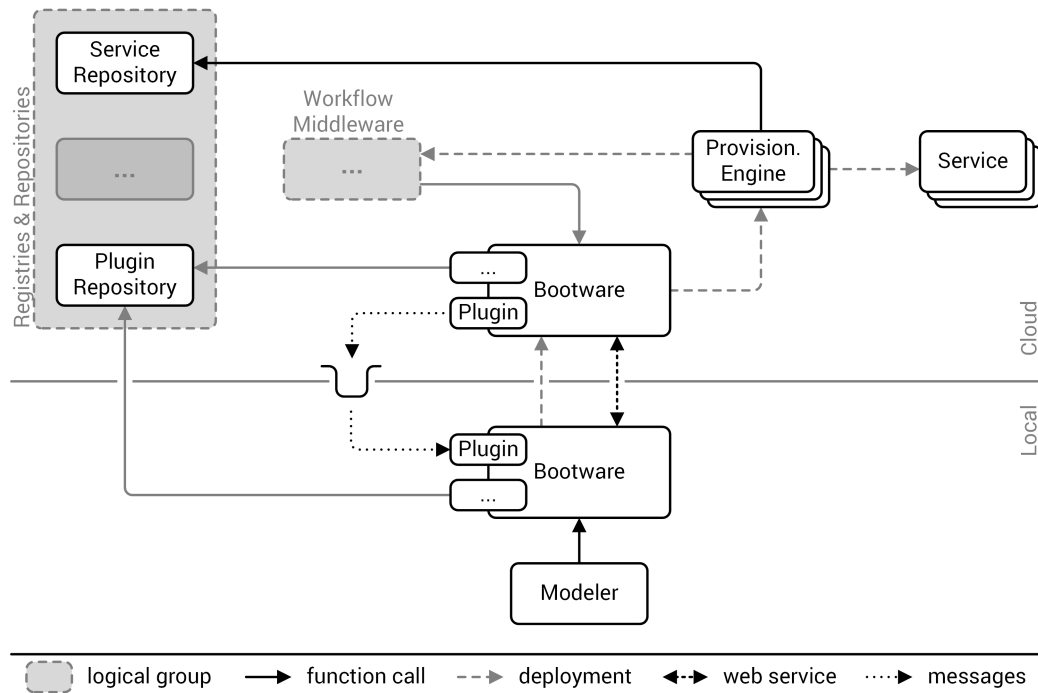 Service
Repository
...
Plugin
Repository
Registries & Repositories
Workflow
Middleware
...
Provision.
Engine
Service
...
Bootware
Plugin
Cloud
Local
Plugin
Bootware
...
Modeler
logical group
function call
deployment
web service
messages